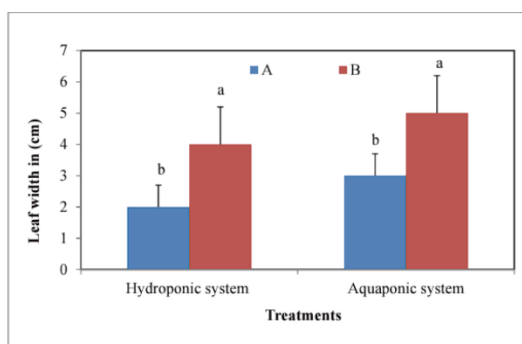 Leaf width in (cm)
7
6
5
4
3
2
1
0
A
B
b
a
b
a
Hydroponic system
Aquaponic system
Treatments